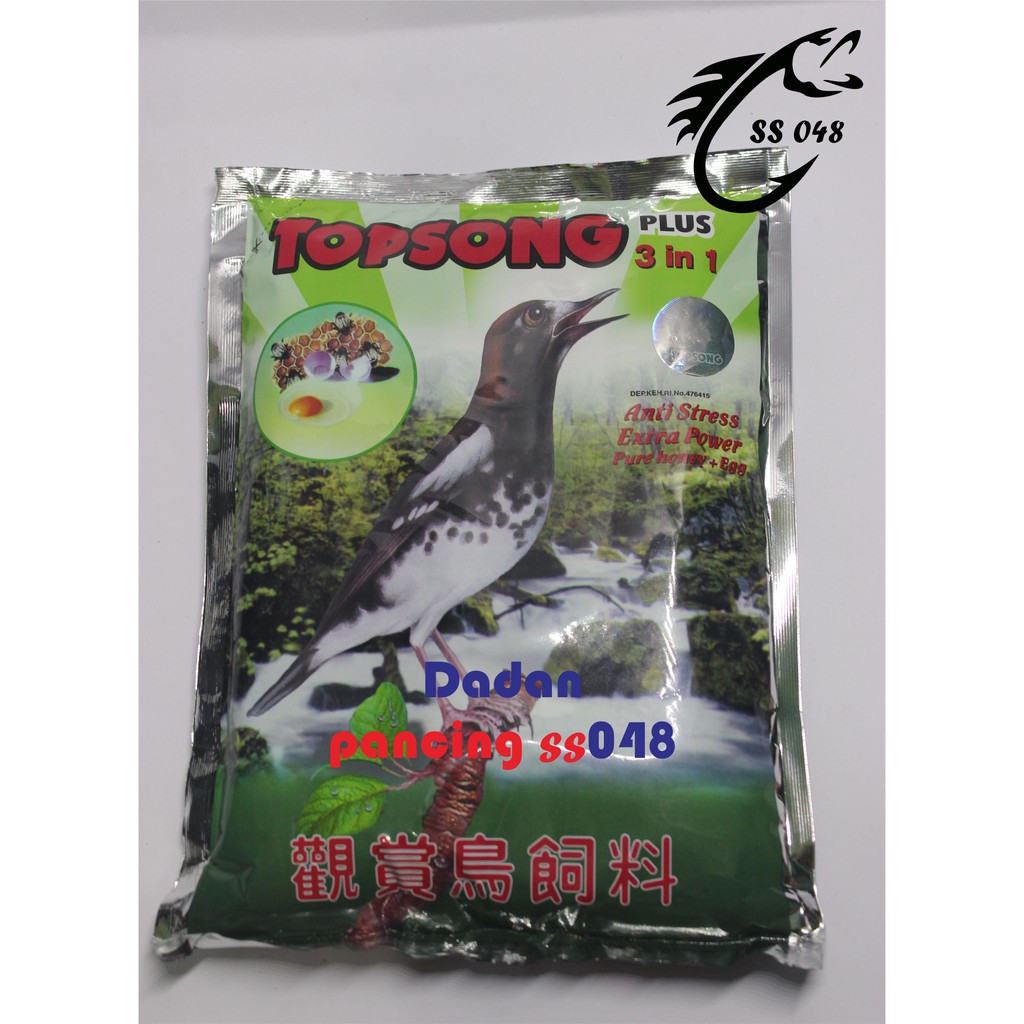 SS 048
TOPSONG
PLUS
3 in 1
TOPSONG
DEP.KEH.RI.No.476415
Anti Stress
Extra Power
Pure honey + Egg
Dadan
pancing ss048
觀賞鳥飼料